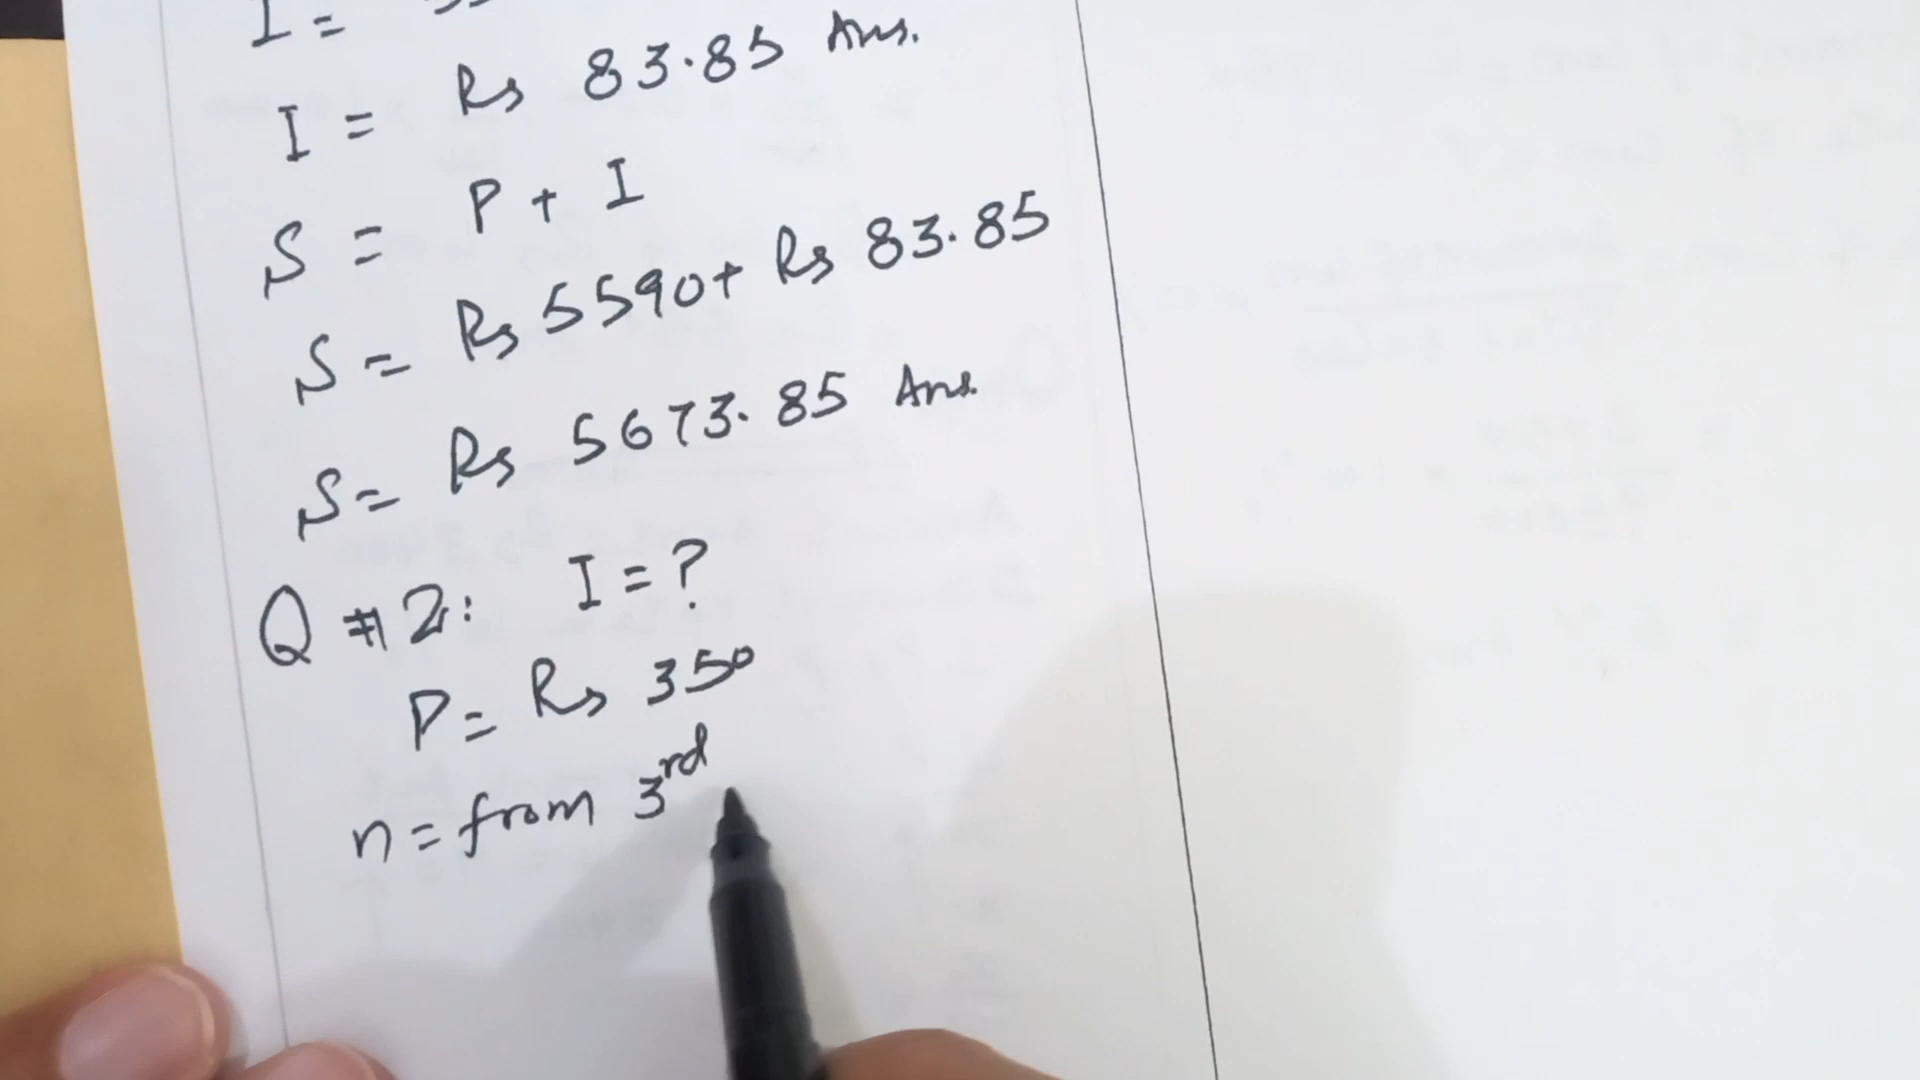 I =
I = Rs 83.85 Ans.
S = P + I
S = Rs 5590 + Rs 83.85
S = Rs 5673.85 Ans.
Q #2: I = ?
P = Rs 350
n = from 3rd